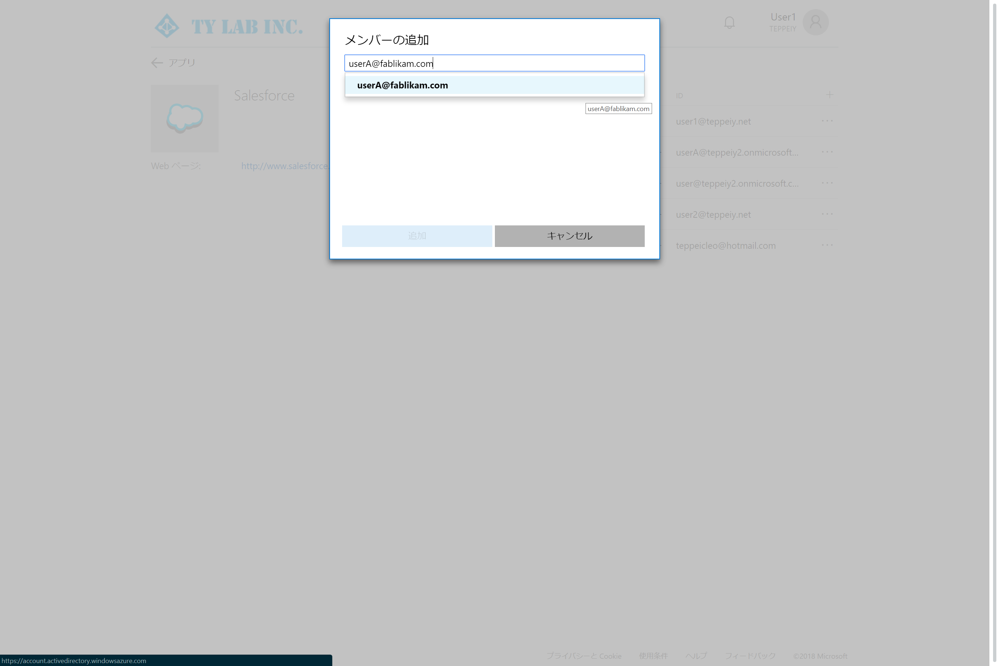 TY LAB INC.
User1
TEPPEIY
アプリ
メンバーの追加
userA@fablikam.com
userA@fablikam.com
userA@fablikam.com
Salesforce
Web ページ:
http://www.salesforce.
ID
user1@teppeiy.net
userA@teppeiy2.onmicrosoft...
user@teppeiy2.onmicrosoft.c...
user2@teppeiy.net
teppeicleo@hotmail.com
追加
キャンセル
プライバシーと Cookie 使用条件 ヘルプ フィードバック ©2018 Microsoft
https://account.activedirectory.windowsazure.com